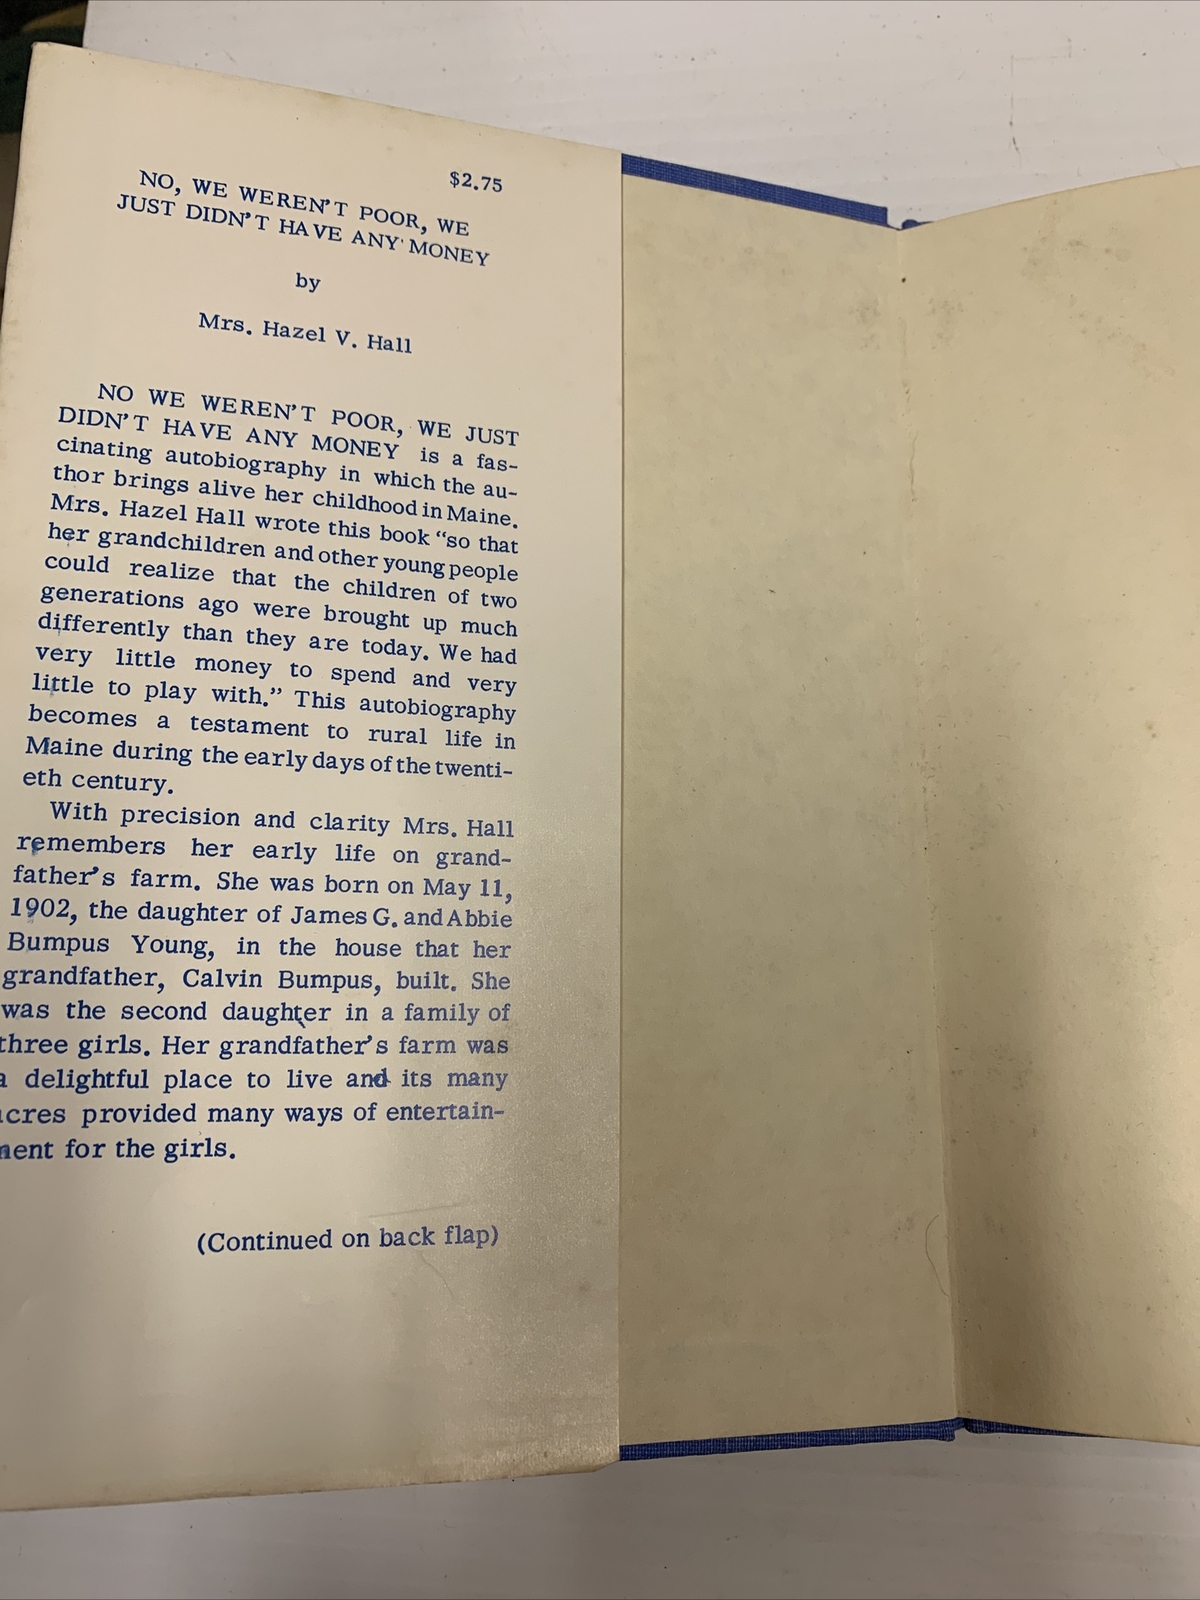 $2.75
NO, WE WEREN'T POOR, WE
JUST DIDN'T HAVE ANY MONEY
by
Mrs. Hazel V. Hall
NO WE WEREN'T POOR, WE JUST
DIDN'T HAVE ANY MONEY is a fas-
cinating autobiography in which the au-
thor brings alive her childhood in Maine.
Mrs. Hazel Hall wrote this book “so that
her grandchildren and other young people
could realize that the children of two
generations ago were brought up much
differently than they are today. We had
very little money to spend and very
little to play with.” This autobiography
becomes a testament to rural life in
Maine during the early days of the twenti-
eth century.
With precision and clarity Mrs. Hall
remembers her early life on grand-
father's farm. She was born on May 11,
1902, the daughter of James G. and Abbie
Bumpus Young, in the house that her
grandfather, Calvin Bumpus, built. She
was the second daughter in a family of
three girls. Her grandfather's farm was
a delightful place to live and its many
acres provided many ways of entertain-
ment for the girls.
(Continued on back flap)